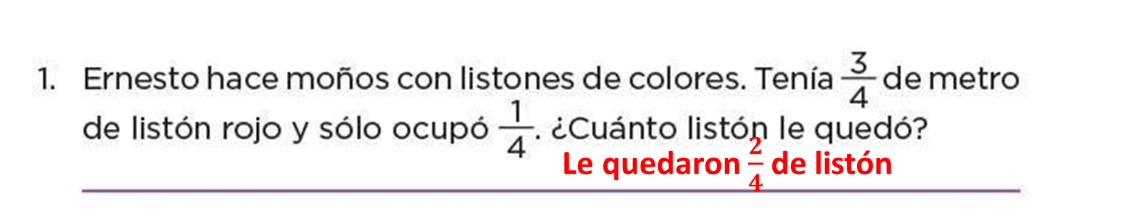 1. Ernesto hace moños con listones de colores. Tenía 3/4 de metro
de listón rojo y sólo ocupó 1/4. ¿Cuánto listón le quedó?
Le quedaron 2/4 de listón